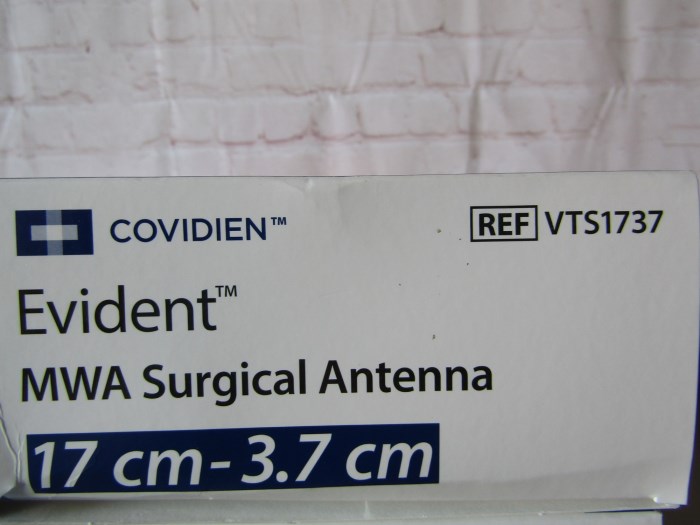 COVIDIEN™
REF VTS1737
Evident™
MWA Surgical Antenna
17 cm - 3.7 cm